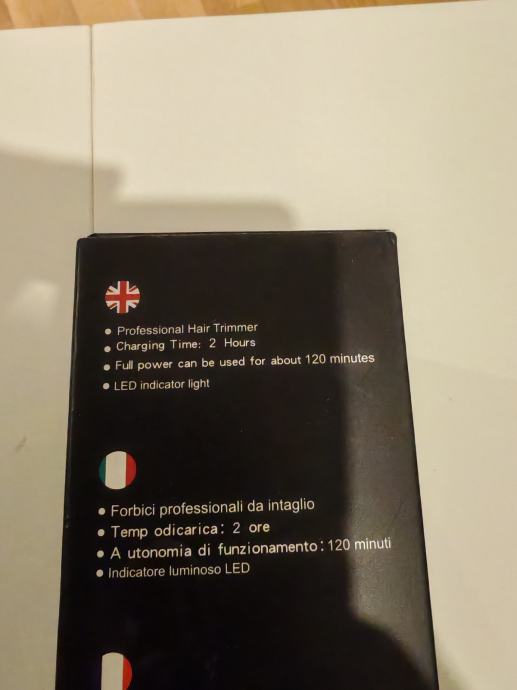 Professional Hair Trimmer
Charging Time: 2 Hours
Full power can be used for about 120 minutes
LED indicator light
Forbici professionali da intaglio
Temp odicarica: 2 ore
A utonomia di funzionamento: 120 minuti
Indicatore luminoso LED